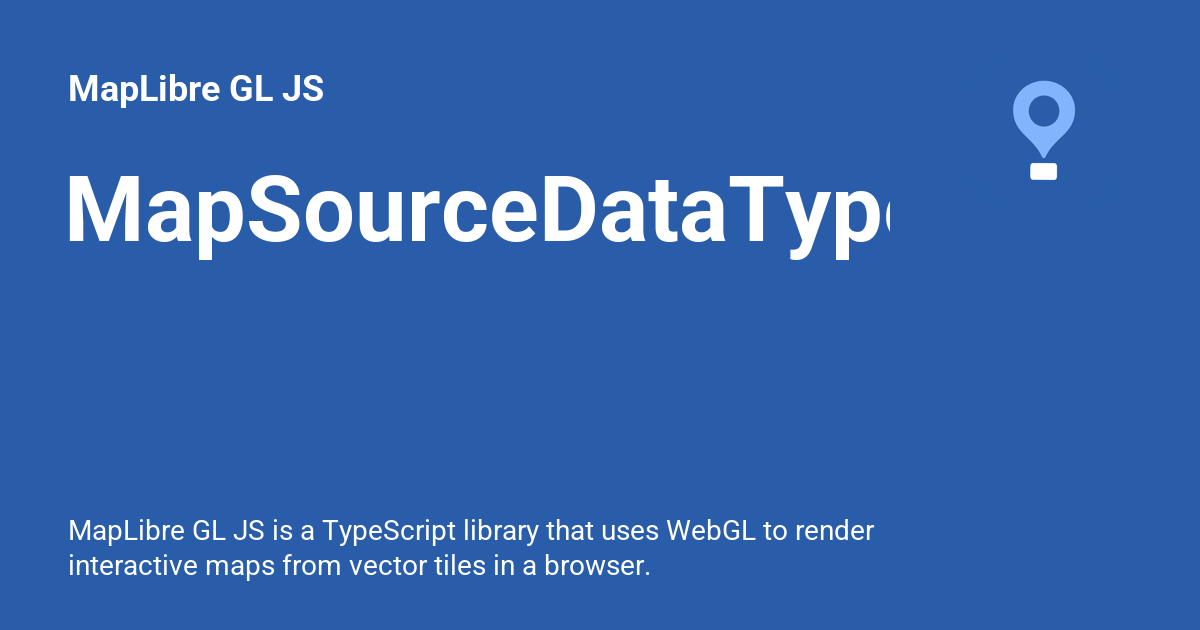 MapLibre GL JS
MapSourceDataType
MapLibre GL JS is a TypeScript library that uses WebGL to render
interactive maps from vector tiles in a browser.